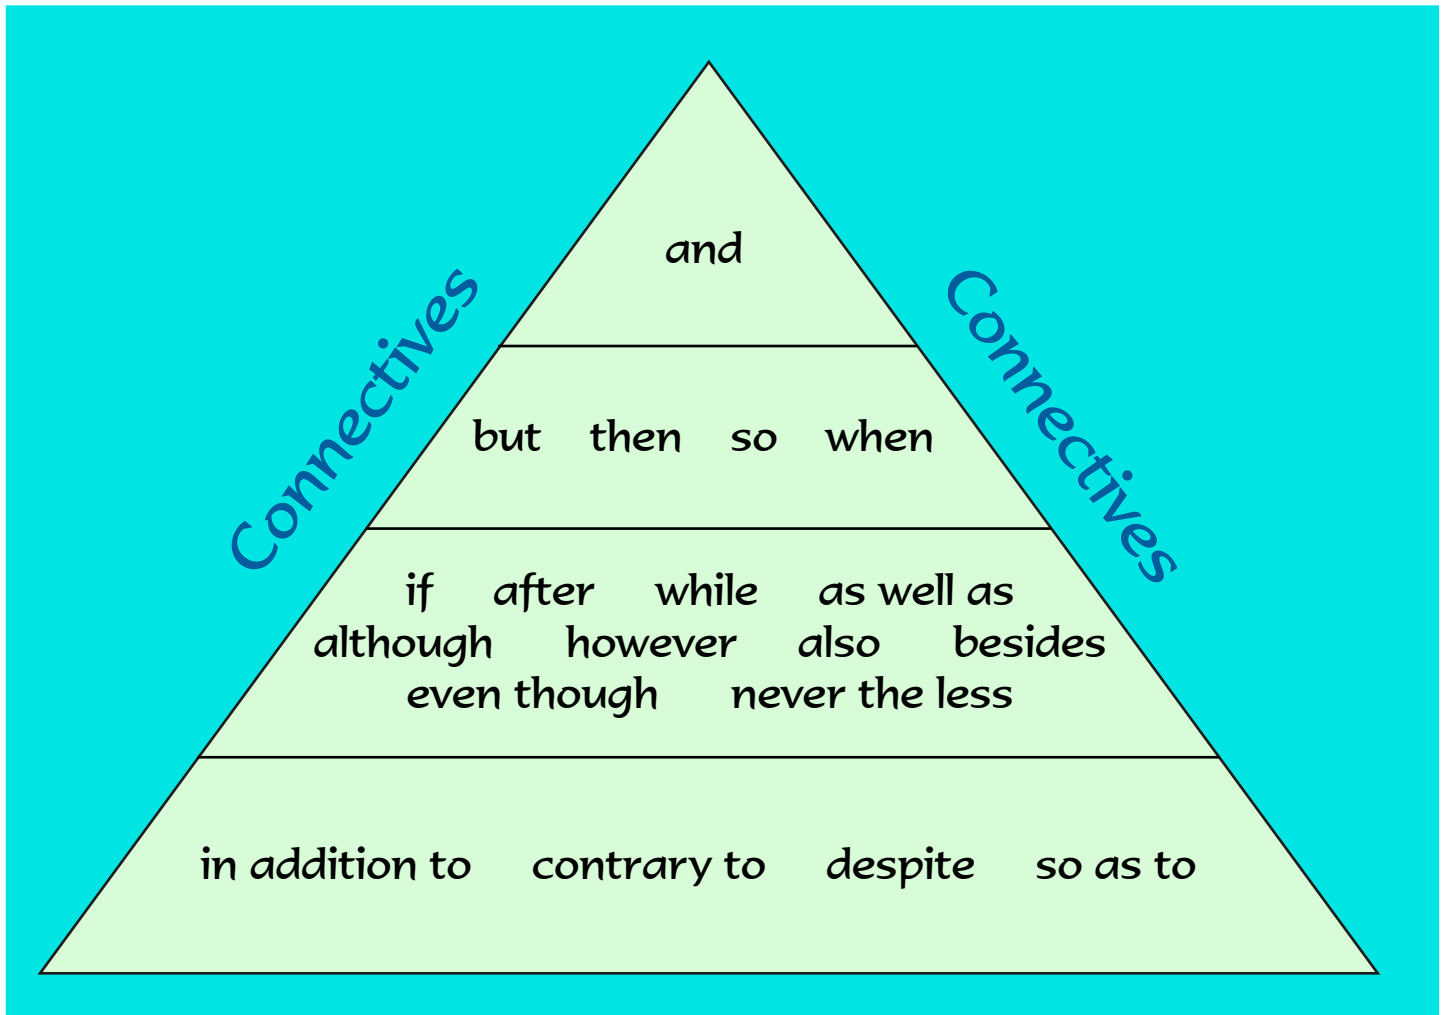 and
Connectives
Connectives
but then so when
if after while as well as
although however also besides
even though never the less
in addition to contrary to despite so as to